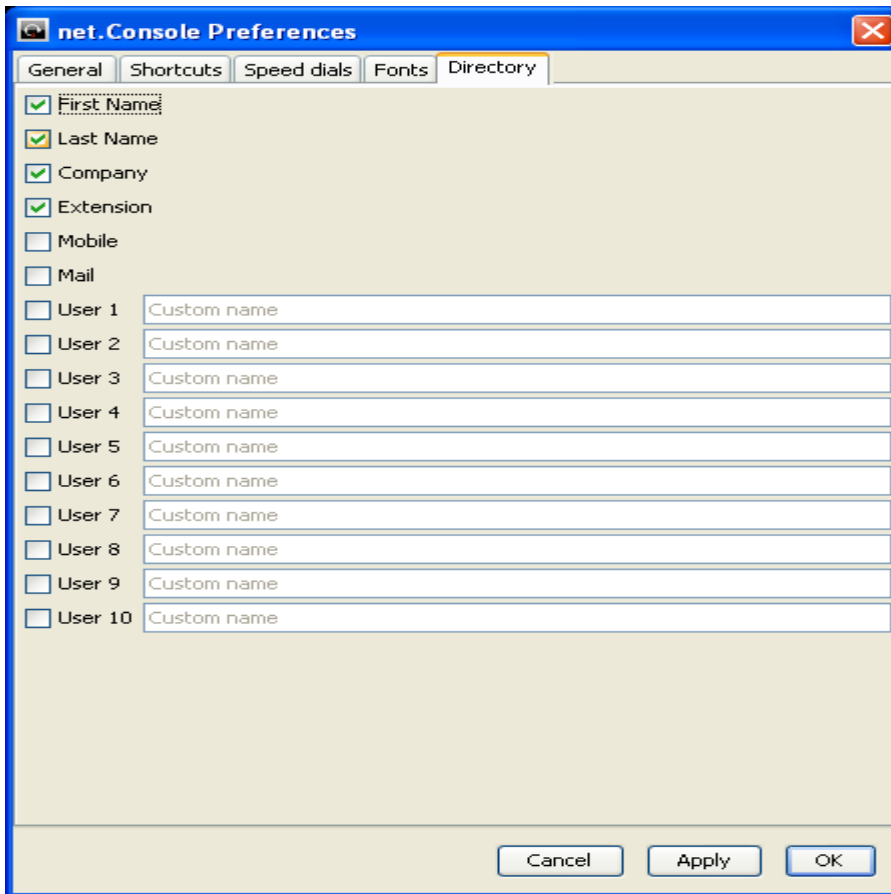 net.Console Preferences
General Shortcuts Speed dials Fonts Directory
First Name
Last Name
Company
Extension
Mobile
Mail
User 1 Custom name
User 2 Custom name
User 3 Custom name
User 4 Custom name
User 5 Custom name
User 6 Custom name
User 7 Custom name
User 8 Custom name
User 9 Custom name
User 10 Custom name
Cancel Apply OK